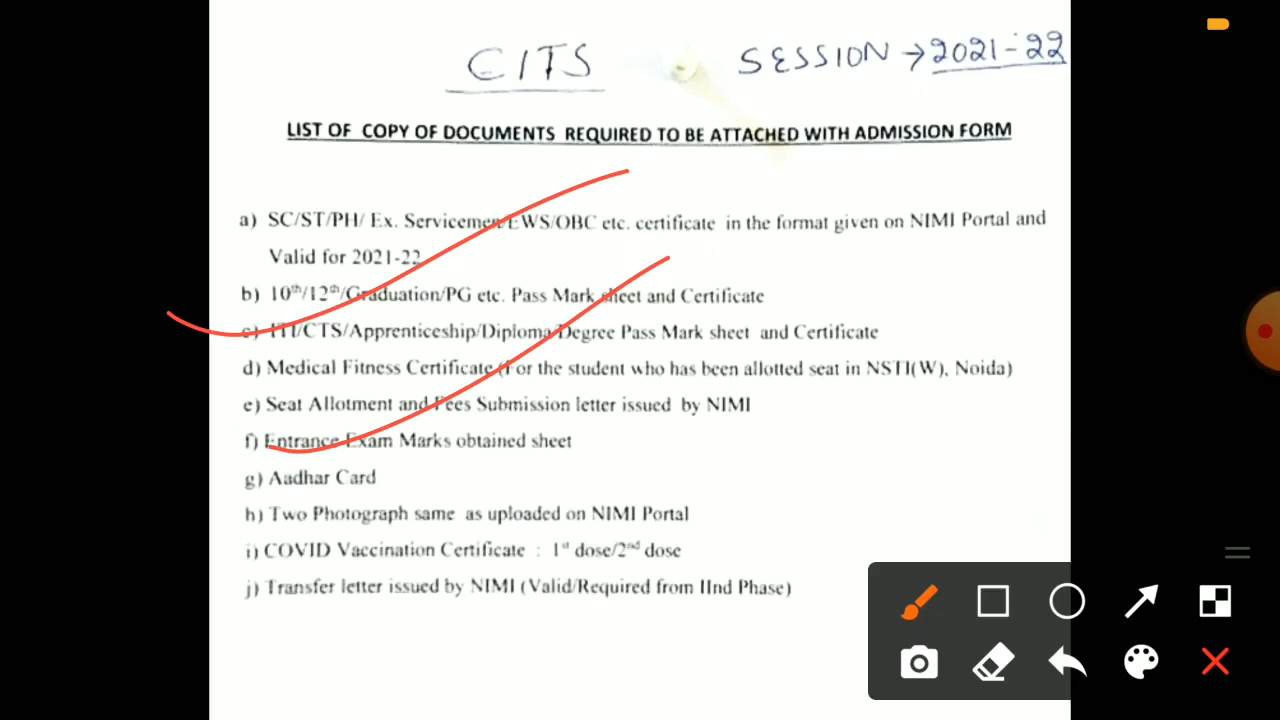 CITS SESSION → 2021-22
LIST OF COPY OF DOCUMENTS REQUIRED TO BE ATTACHED WITH ADMISSION FORM
a) SC/ST/PH/ Ex. Servicemen/EWS/OBC etc. certificate in the format given on NIMI Portal and
Valid for 2021-22
b) 10th/12th/Graduation/PG etc. Pass Mark sheet and Certificate
c) ITI/CTS/Apprenticeship/Diploma/Degree Pass Mark sheet and Certificate
d) Medical Fitness Certificate (For the student who has been allotted seat in NSTI(W), Noida)
e) Seat Allotment and Fees Submission letter issued by NIMI
f) Entrance Exam Marks obtained sheet
g) Aadhar Card
h) Two Photograph same as uploaded on NIMI Portal
i) COVID Vaccination Certificate : 1st dose/2nd dose
j) Transfer letter issued by NIMI (Valid/Required from IInd Phase)